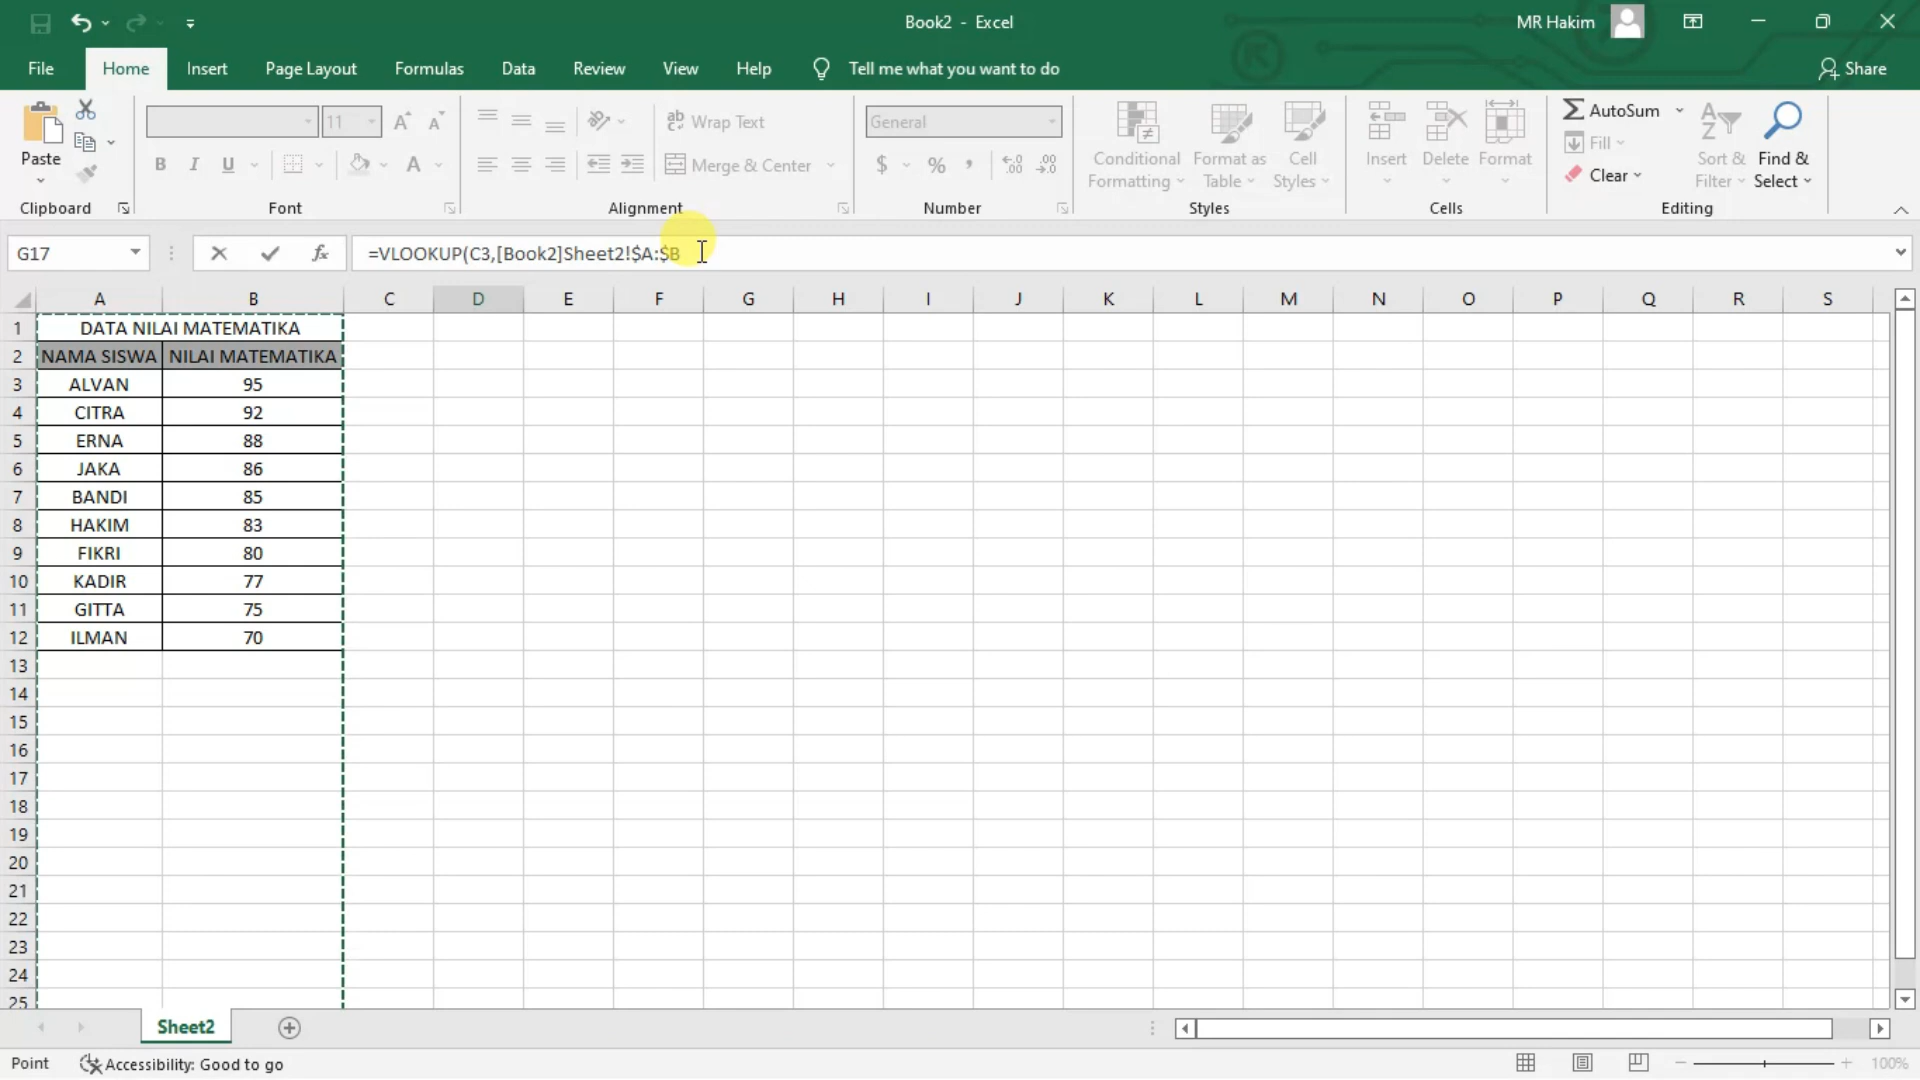 Book2 - Excel
MR Hakim
File Home Insert Page Layout Formulas Data Review View Help Tell me what you want to do Share
Paste
11
General
Wrap Text
Merge & Center
B I U
$ % ,
Conditional Formatting
Format as Table
Cell Styles
Insert Delete Format
AutoSum
Fill
Clear
Sort & Filter
Find & Select
Clipboard Font Alignment Number Styles Cells Editing
G17
fx
=VLOOKUP(C3,[Book2]Sheet2!$A:$B
A B C D E F G H I J K L M N O P Q R S
1 DATA NILAI MATEMATIKA
2 NAMA SISWA NILAI MATEMATIKA
3 ALVAN 95
4 CITRA 92
5 ERNA 88
6 JAKA 86
7 BANDI 85
8 HAKIM 83
9 FIKRI 80
10 KADIR 77
11 GITTA 75
12 ILMAN 70
13
14
15
16
17
18
19
20
21
22
23
24
25
Sheet2
Point Accessibility: Good to go 100%